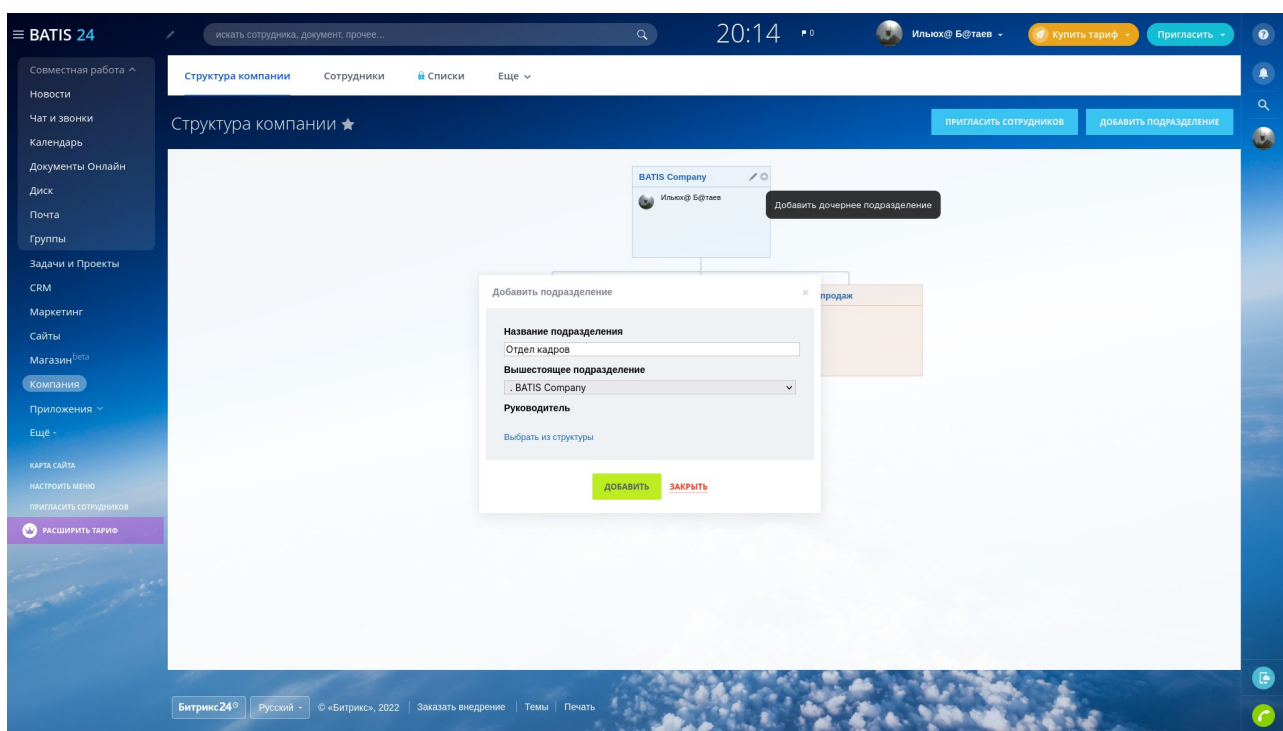 BATIS 24
искать сотрудника, документ, прочее...
20:14
0
Ильюх@ Б@таев
Купить тариф
Пригласить
Совместная работа
Новости
Чат и звонки
Календарь
Документы Онлайн
Диск
Почта
Группы
Задачи и Проекты
CRM
Маркетинг
Сайты
Магазин beta
Компания
Приложения
Ещё -
КАРТА САЙТА
НАСТРОИТЬ МЕНЮ
ПРИГЛАСИТЬ СОТРУДНИКОВ
РАСШИРИТЬ ТАРИФ
Структура компании Сотрудники Списки Еще
Структура компании
ПРИГЛАСИТЬ СОТРУДНИКОВ
ДОБАВИТЬ ПОДРАЗДЕЛЕНИЕ
BATIS Company
Ильюх@ Б@таев
Добавить дочернее подразделение
продаж
Добавить подразделение
Название подразделения
Отдел кадров
Вышестоящее подразделение
. BATIS Company
Руководитель
Выбрать из структуры
ДОБАВИТЬ ЗАКРЫТЬ
Битрикс24
Русский -
© «Битрикс», 2022
Заказать внедрение
Темы
Печать